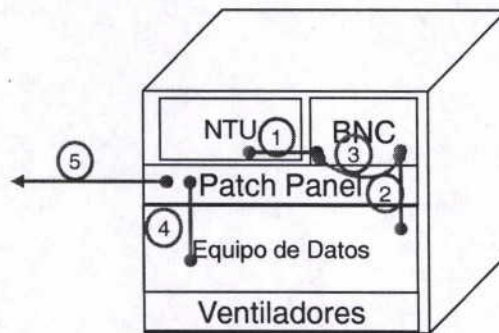 NTU
1
BNC
3
5
Patch Panel
2
4
Equipo de Datos
Ventiladores